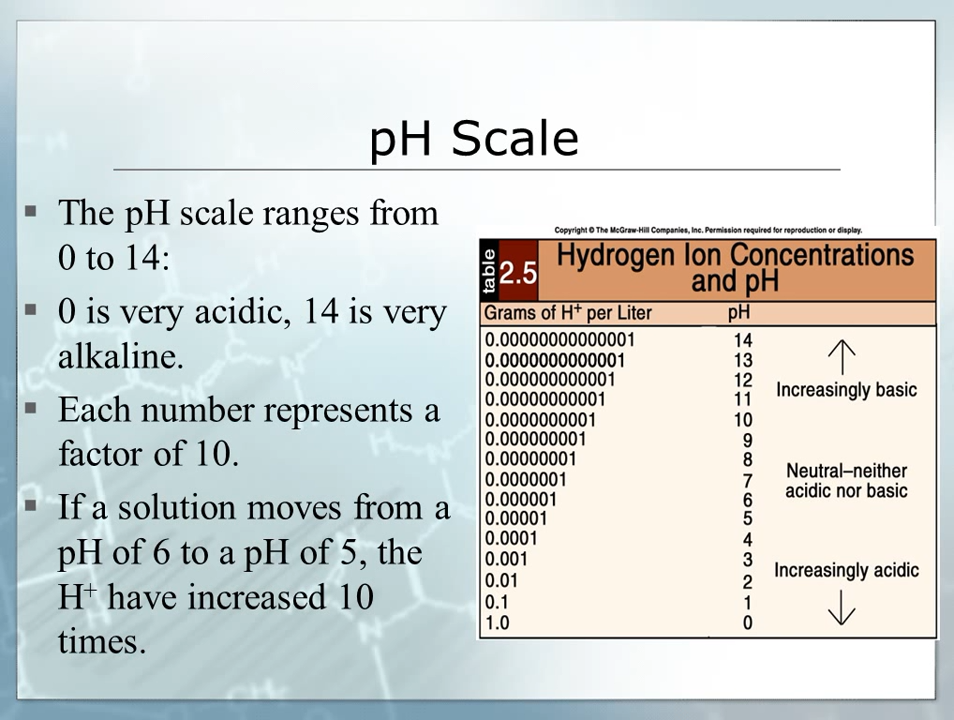 pH Scale
▪ The pH scale ranges from
0 to 14:
▪ 0 is very acidic, 14 is very
alkaline.
▪ Each number represents a
factor of 10.
▪ If a solution moves from a
pH of 6 to a pH of 5, the
H⁺ have increased 10
times.
Copyright © The McGraw-Hill Companies, Inc. Permission required for reproduction or display.
table 2.5 Hydrogen Ion Concentrations
and pH
Grams of H⁺ per Liter pH
0.00000000000001 14
0.0000000000001 13
0.000000000001 12
Increasingly basic
0.00000000001 11
0.0000000001 10
0.000000001 9
0.00000001 8
Neutral–neither
0.0000001 7
acidic nor basic
0.000001 6
0.00001 5
0.0001 4
0.001 3
Increasingly acidic
0.01 2
0.1 1
1.0 0